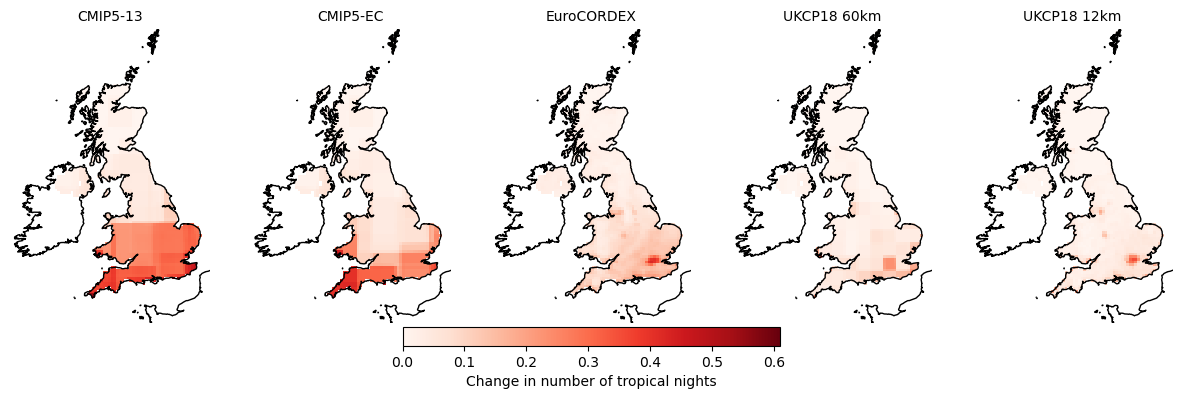 CMIP5-13 CMIP5-EC EuroCORDEX UKCP18 60km UKCP18 12km
0.0 0.1 0.2 0.3 0.4 0.5 0.6
Change in number of tropical nights